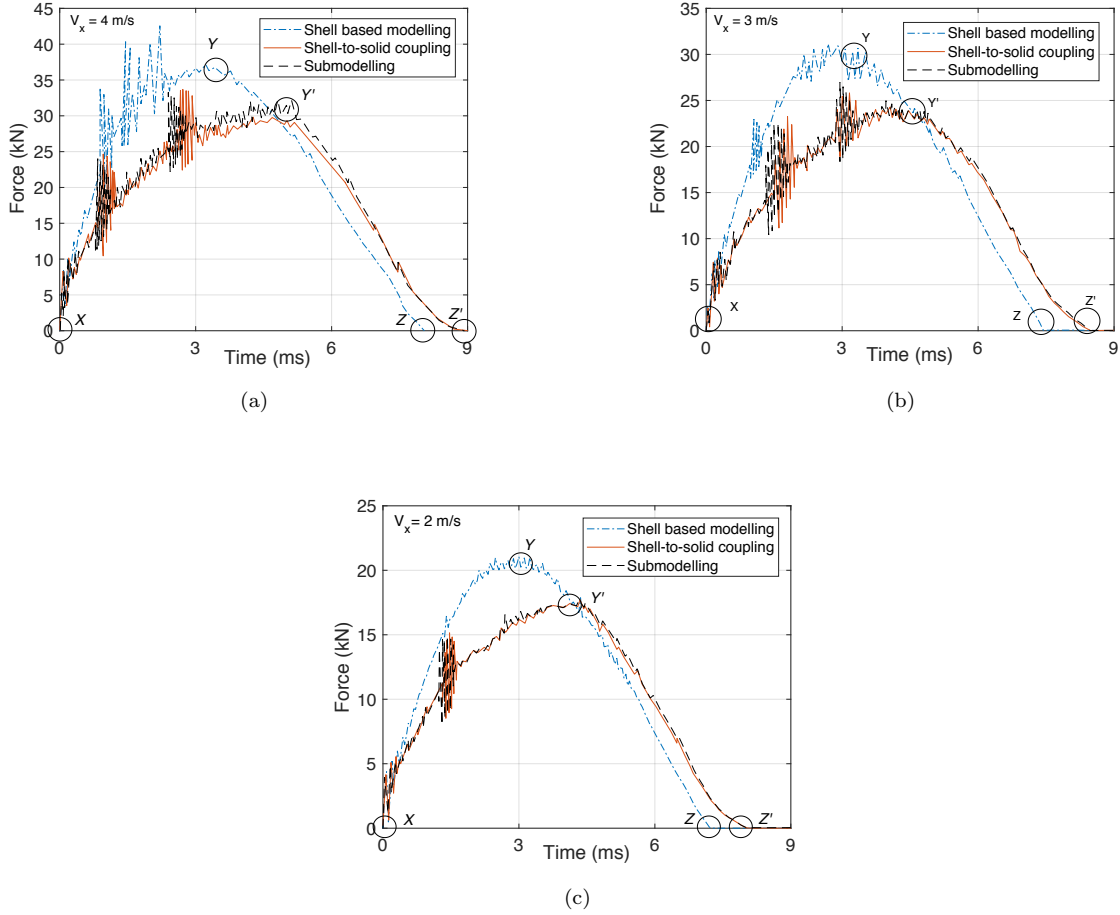 V_x = 4 m/s
Shell based modelling
Shell-to-solid coupling
Submodelling
Y
Y'
X
Z
Z'
45
40
35
30
25
20
15
10
5
0
Force (kN)
0 3 6 9
Time (ms)
(a)
V_x = 3 m/s
Shell based modelling
Shell-to-solid coupling
Submodelling
Y
Y'
X
Z
Z'
35
30
25
20
15
10
5
0
Force (kN)
0 3 6 9
Time (ms)
(b)
V_x= 2 m/s
Shell based modelling
Shell-to-solid coupling
Submodelling
Y
Y'
X
Z
Z'
25
20
15
10
5
0
Force (kN)
0 3 6 9
Time (ms)
(c)